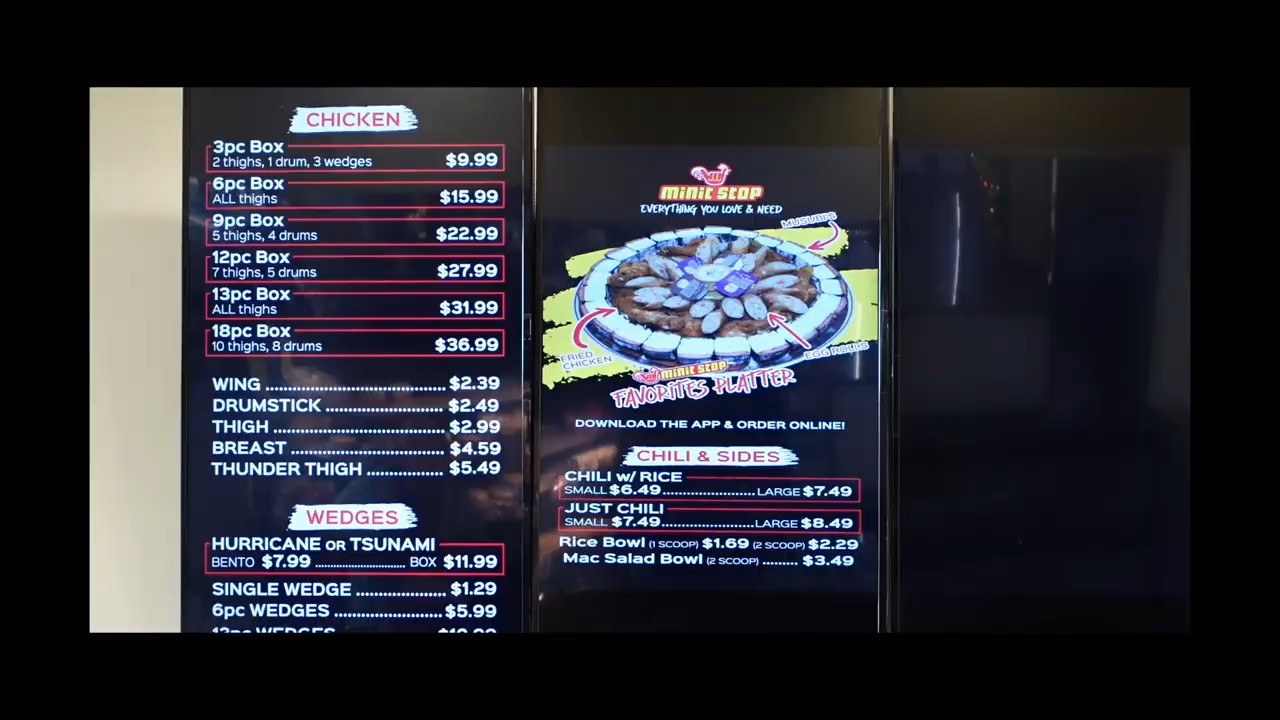 CHICKEN
3pc Box
2 thighs, 1 drum, 3 wedges $9.99
6pc Box
ALL thighs $15.99
9pc Box
5 thighs, 4 drums $22.99
12pc Box
7 thighs, 5 drums $27.99
13pc Box
ALL thighs $31.99
18pc Box
10 thighs, 8 drums $36.99
WING ........ $2.39
DRUMSTICK ........ $2.49
THIGH ........ $2.99
BREAST ........ $4.59
THUNDER THIGH ........ $5.49
WEDGES
HURRICANE OR TSUNAMI
BENTO $7.99 ........ BOX $11.99
SINGLE WEDGE ........ $1.29
6pc WEDGES ........ $5.99
minit stop
EVERYTHING YOU LOVE & NEED
MUSUBIS
FRIED
CHICKEN
EGG ROLLS
minit stop
FAVORITES PLATTER
DOWNLOAD THE APP & ORDER ONLINE!
CHILI & SIDES
CHILI w/ RICE
SMALL $6.49 ........ LARGE $7.49
JUST CHILI
SMALL $7.49 ........ LARGE $8.49
Rice Bowl (1 SCOOP) $1.69 (2 SCOOP) $2.29
Mac Salad Bowl (2 SCOOP) ........ $3.49